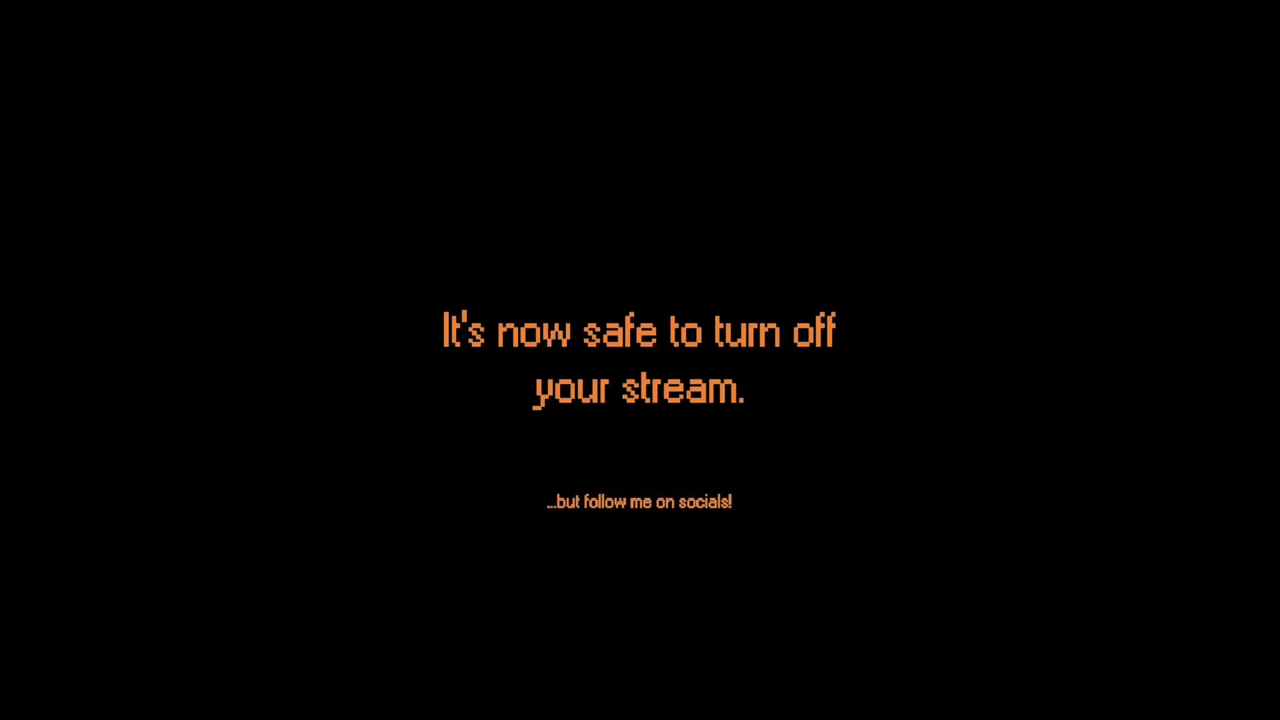 It's now safe to turn off
your stream.
...but follow me on socials!